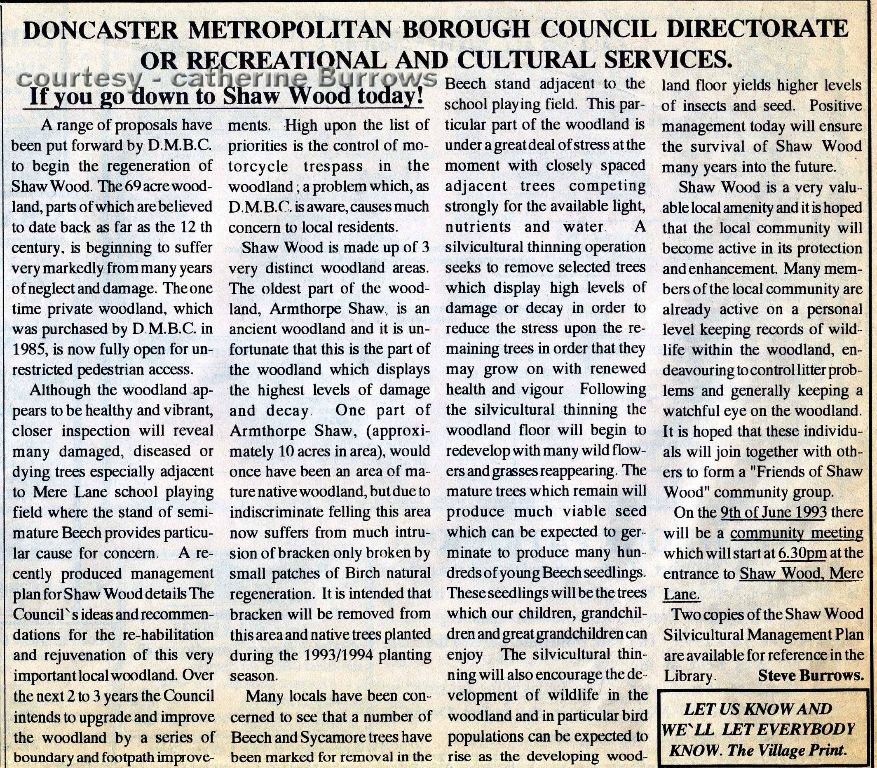 DONCASTER METROPOLITAN BOROUGH COUNCIL DIRECTORATE
OR RECREATIONAL AND CULTURAL SERVICES.
courtesy - catherine Burrows
If you go down to Shaw Wood today!
A range of proposals have
been put forward by D.M.B.C.
to begin the regeneration of
Shaw Wood. The 69 acre wood-
land, parts of which are believed
to date back as far as the 12 th
century, is beginning to suffer
very markedly from many years
of neglect and damage. The one
time private woodland, which
was purchased by D.M.B.C. in
1985, is now fully open for un-
restricted pedestrian access.
Although the woodland ap-
pears to be healthy and vibrant,
closer inspection will reveal
many damaged, diseased or
dying trees especially adjacent
to Mere Lane school playing
field where the stand of semi-
mature Beech provides particu-
lar cause for concern. A re-
cently produced management
plan for Shaw Wood details The
Council`s ideas and recommen-
dations for the re-habilitation
and rejuvenation of this very
important local woodland. Over
the next 2 to 3 years the Council
intends to upgrade and improve
the woodland by a series of
boundary and footpath improve-
ments. High upon the list of
priorities is the control of mo-
torcycle trespass in the
woodland ; a problem which, as
D.M.B.C. is aware, causes much
concern to local residents.
Shaw Wood is made up of 3
very distinct woodland areas.
The oldest part of the wood-
land, Armthorpe Shaw, is an
ancient woodland and it is un-
fortunate that this is the part of
the woodland which displays
the highest levels of damage
and decay. One part of
Armthorpe Shaw, (approxi-
mately 10 acres in area), would
once have been an area of ma-
ture native woodland, but due to
indiscriminate felling this area
now suffers from much intru-
sion of bracken only broken by
small patches of Birch natural
regeneration. It is intended that
bracken will be removed from
this area and native trees planted
during the 1993/1994 planting
season.
Many locals have been con-
cerned to see that a number of
Beech and Sycamore trees have
been marked for removal in the
Beech stand adjacent to the
school playing field. This par-
ticular part of the woodland is
under a great deal of stress at the
moment with closely spaced
adjacent trees competing
strongly for the available light,
nutrients and water. A
silvicultural thinning operation
seeks to remove selected trees
which display high levels of
damage or decay in order to
reduce the stress upon the re-
maining trees in order that they
may grow on with renewed
health and vigour Following
the silvicultural thinning the
woodland floor will begin to
redevelop with many wild flow-
ers and grasses reappearing. The
mature trees which remain will
produce much viable seed
which can be expected to ger-
minate to produce many hun-
dreds of young Beech seedlings.
These seedlings will be the trees
which our children, grandchil-
dren and great grandchildren can
enjoy The silvicultural thin-
ning will also encourage the de-
velopment of wildlife in the
woodland and in particular bird
populations can be expected to
rise as the developing wood-
land floor yields higher levels
of insects and seed. Positive
management today will ensure
the survival of Shaw Wood
many years into the future.
Shaw Wood is a very valu-
able local amenity and it is hoped
that the local community will
become active in its protection
and enhancement. Many mem-
bers of the local community are
already active on a personal
level keeping records of wild-
life within the woodland, en-
deavouring to control litter prob-
lems and generally keeping a
watchful eye on the woodland.
It is hoped that these individu-
als will join together with oth-
ers to form a "Friends of Shaw
Wood" community group.
On the 9th of June 1993 there
will be a community meeting
which will start at 6.30pm at the
entrance to Shaw Wood, Mere
Lane.
Two copies of the Shaw Wood
Silvicultural Management Plan
are available for reference in the
Library. Steve Burrows.
LET US KNOW AND
WE`LL LET EVERYBODY
KNOW. The Village Print.